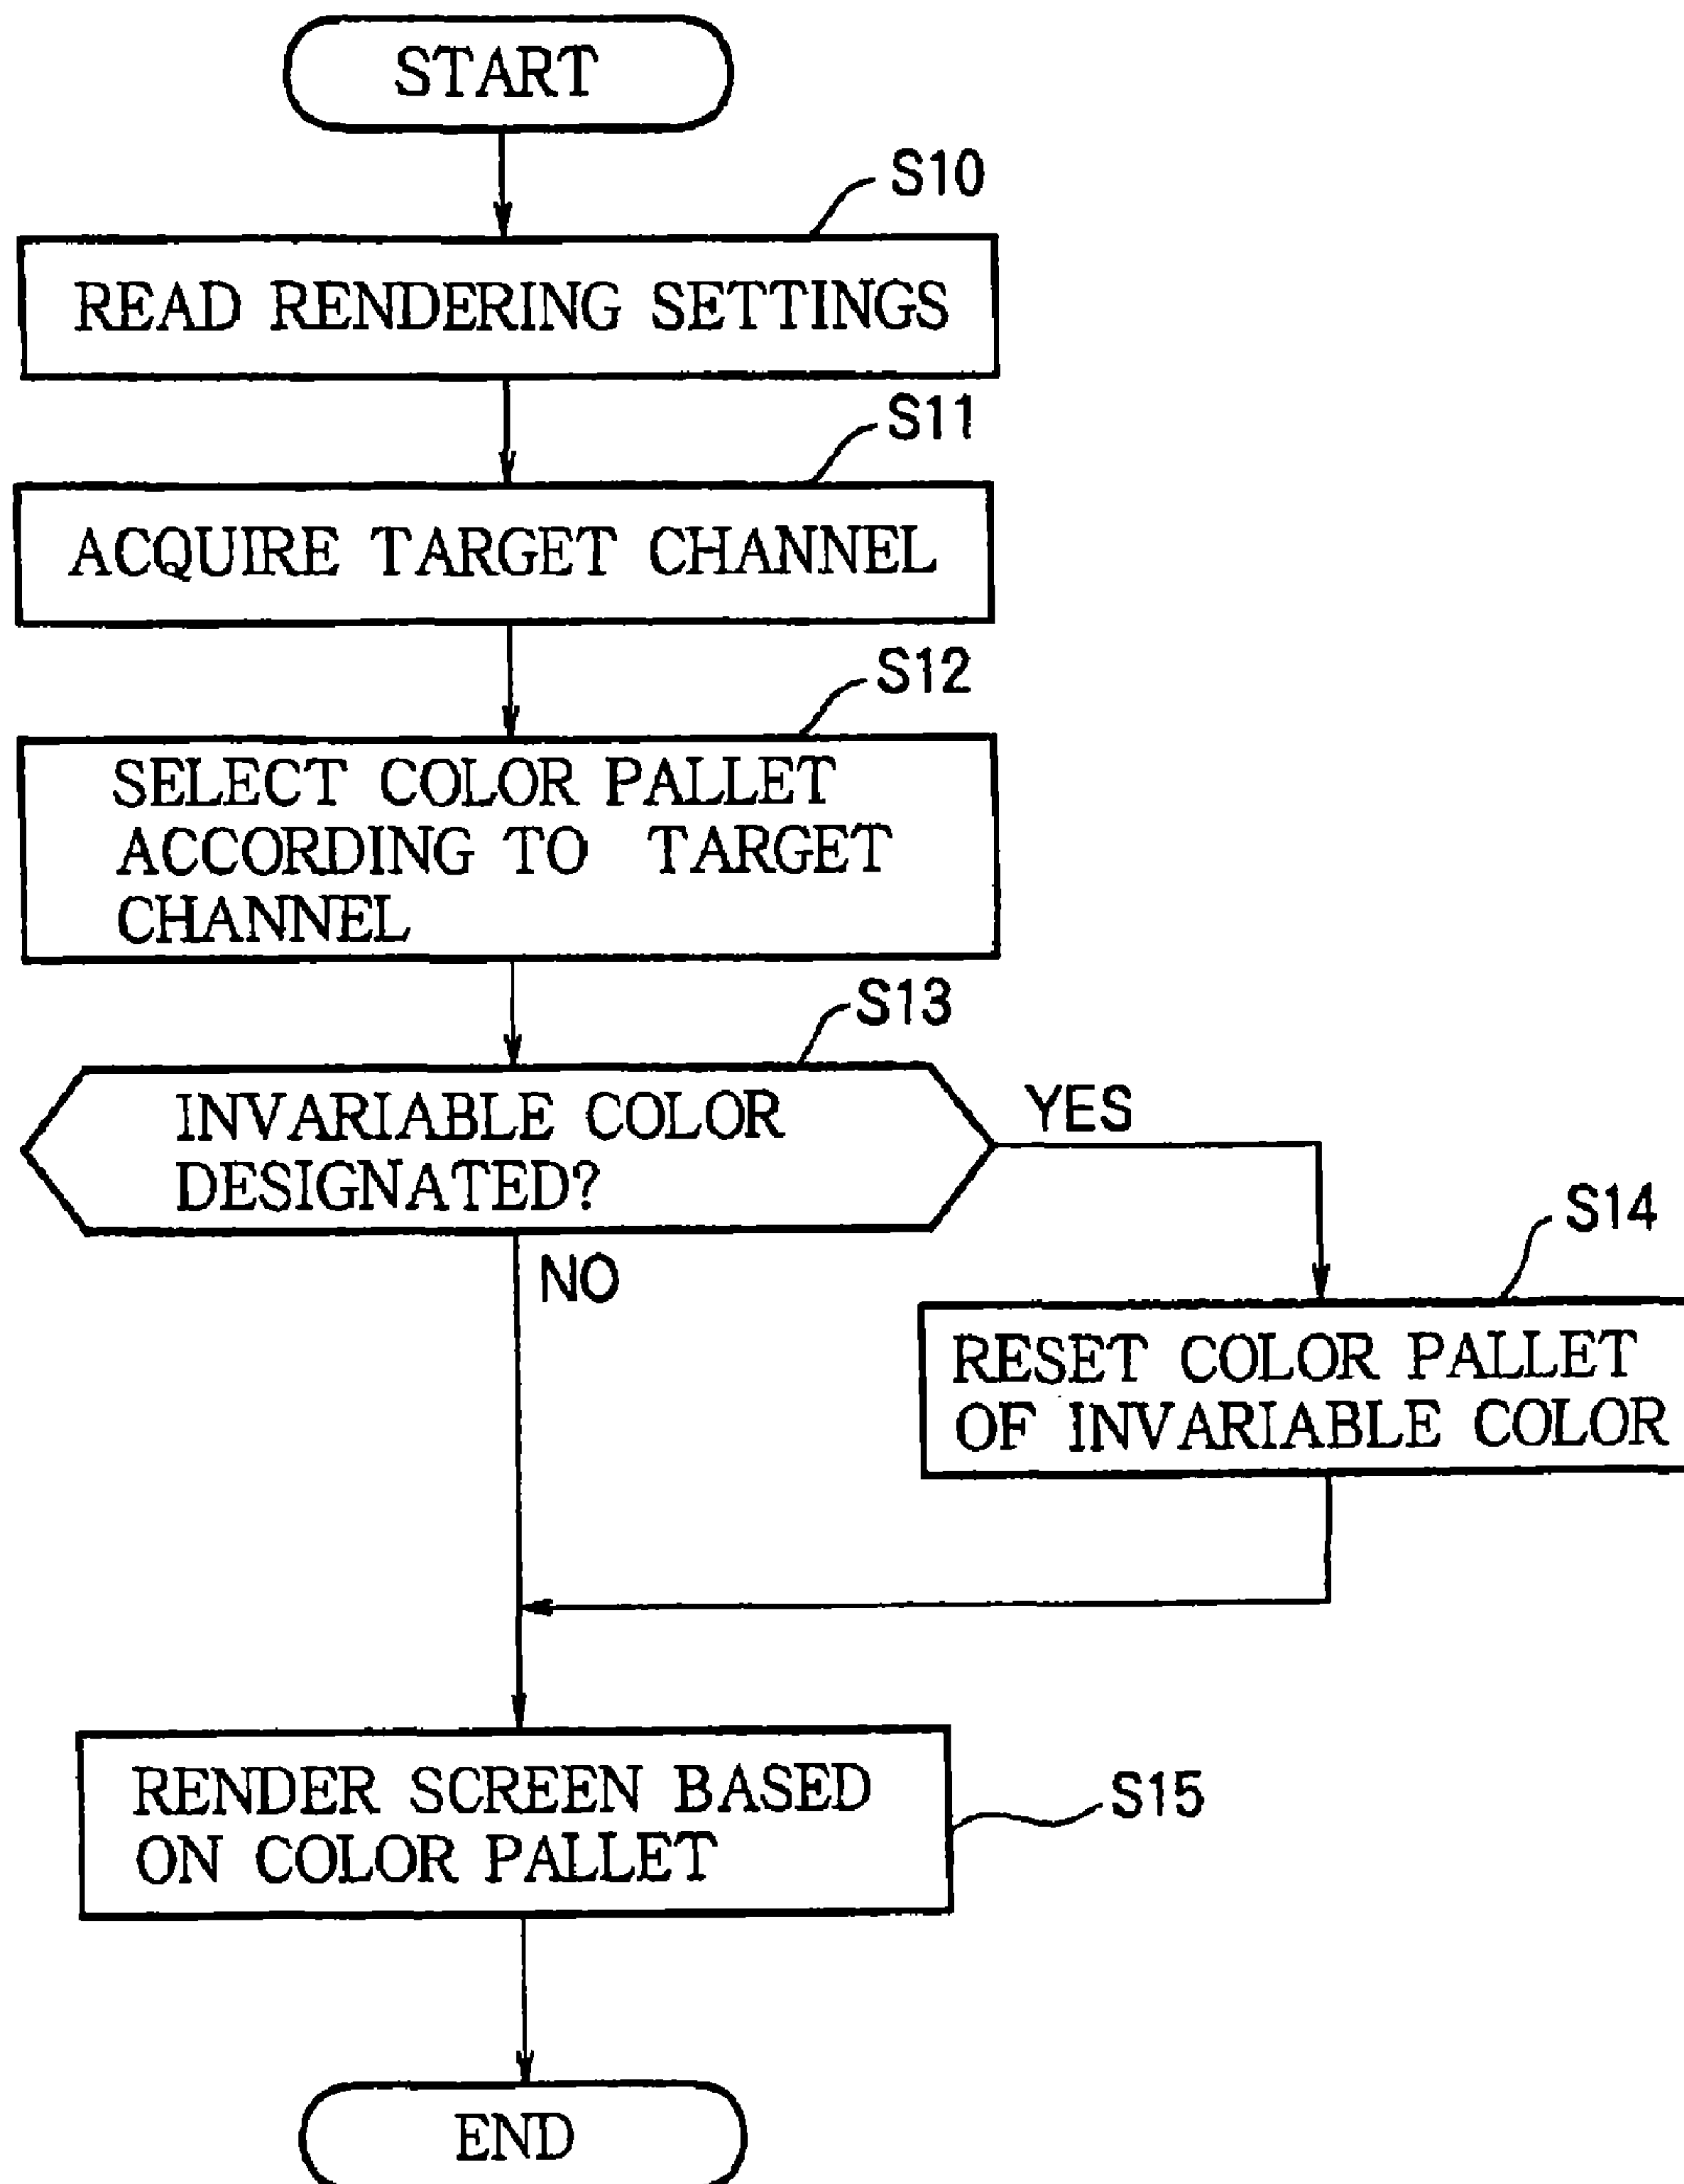 START
S10
READ RENDERING SETTINGS
S11
ACQUIRE TARGET CHANNEL
S12
SELECT COLOR PALLET
ACCORDING TO TARGET
CHANNEL
S13
INVARIABLE COLOR
DESIGNATED?
YES
NO
S14
RESET COLOR PALLET
OF INVARIABLE COLOR
RENDER SCREEN BASED
ON COLOR PALLET
S15
END